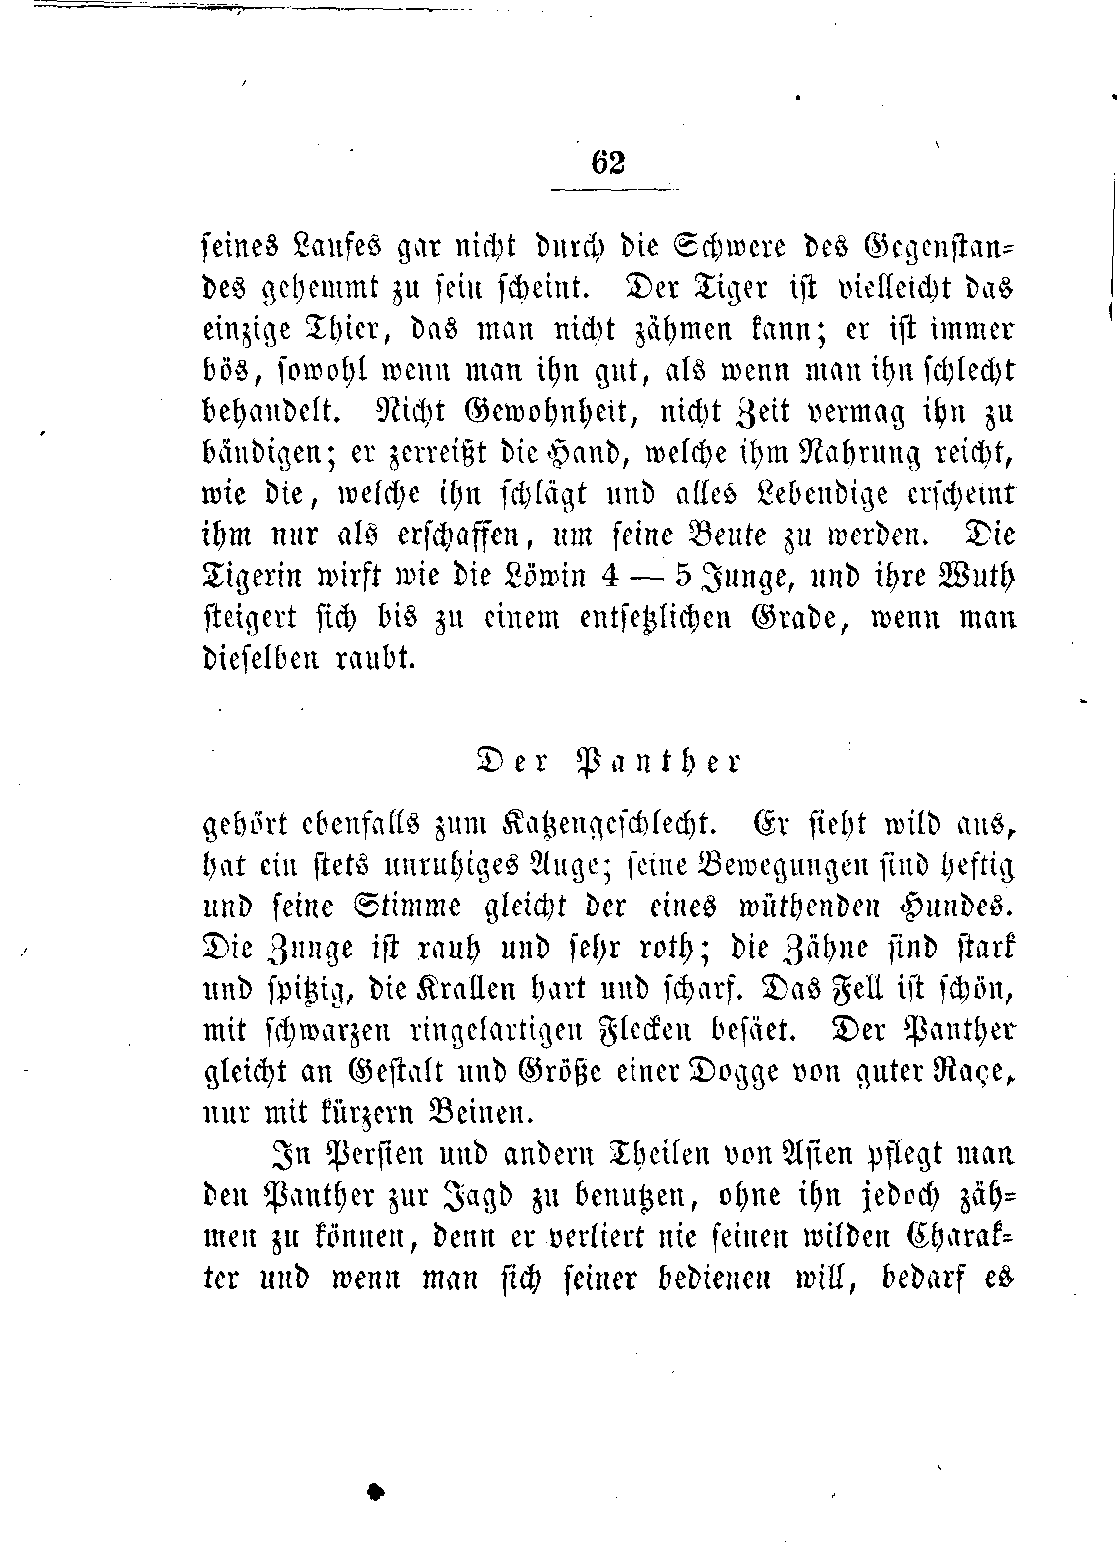 62
seines Laufes gar nicht durch die Schwere des Gegenstan-
des gehemmt zu sein scheint. Der Tiger ist vielleicht das
einzige Thier, das man nicht zähmen kann; er ist immer
bös, sowohl wenn man ihn gut, als wenn man ihn schlecht
behandelt. Nicht Gewohnheit, nicht Zeit vermag ihn zu
bändigen; er zerreißt die Hand, welche ihm Nahrung reicht,
wie die, welche ihn schlägt und alles Lebendige erscheint
ihm nur als erschaffen, um seine Beute zu werden. Die
Tigerin wirft wie die Löwin 4 — 5 Junge, und ihre Wuth
steigert sich bis zu einem entsetzlichen Grade, wenn man
dieselben raubt.
Der Panther
gehört ebenfalls zum Katzengeschlecht. Er sieht wild aus,
hat ein stets unruhiges Auge; seine Bewegungen sind heftig
und seine Stimme gleicht der eines wüthenden Hundes.
Die Zunge ist rauh und sehr roth; die Zähne sind stark
und spitzig, die Krallen hart und scharf. Das Fell ist schön,
mit schwarzen ringelartigen Flecken besäet. Der Panther
gleicht an Gestalt und Größe einer Dogge von guter Raçe,
nur mit kürzern Beinen.
In Persien und andern Theilen von Asien pflegt man
den Panther zur Jagd zu benutzen, ohne ihn jedoch zäh-
men zu können, denn er verliert nie seinen wilden Charak-
ter und wenn man sich seiner bedienen will, bedarf es